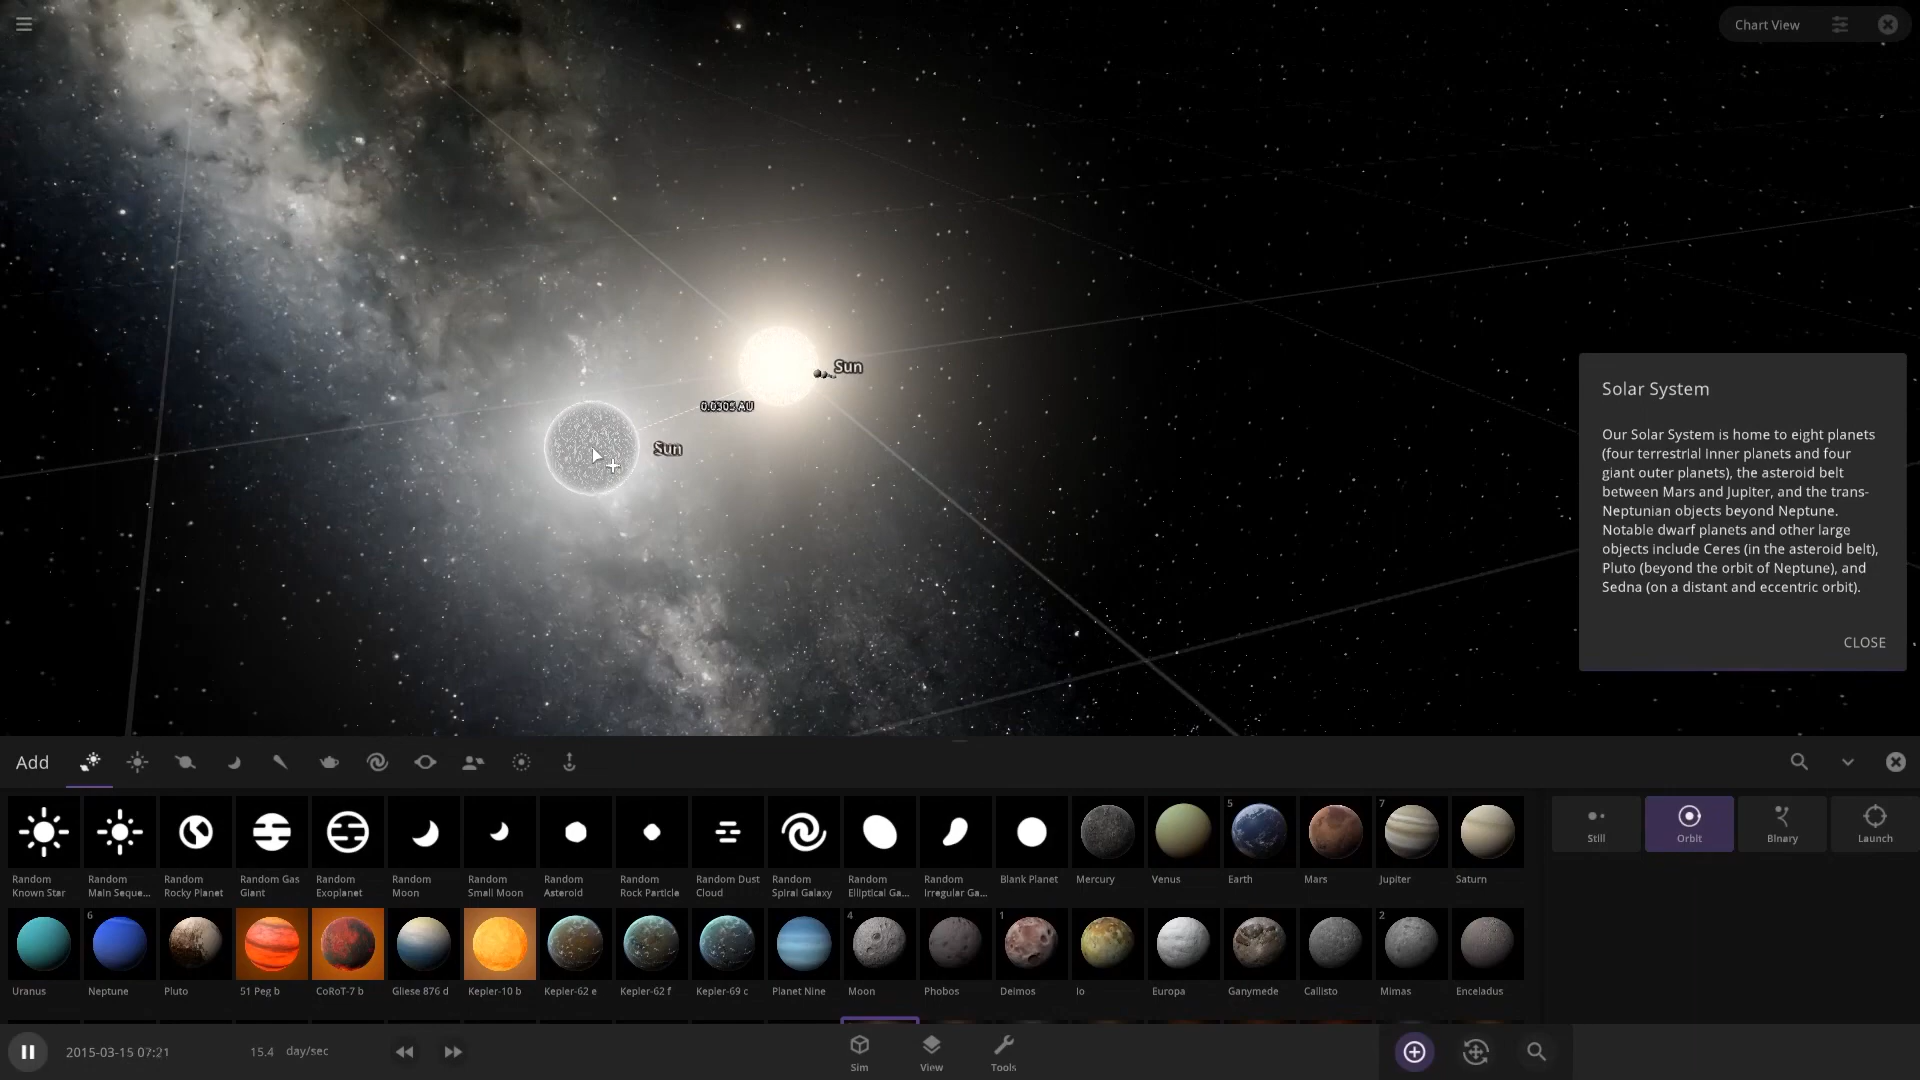 Chart View
Sun
0.0305 AU
Sun
Solar System
Our Solar System is home to eight planets
(four terrestrial inner planets and four
giant outer planets), the asteroid belt
between Mars and Jupiter, and the trans-
Neptunian objects beyond Neptune.
Notable dwarf planets and other large
objects include Ceres (in the asteroid belt),
Pluto (beyond the orbit of Neptune), and
Sedna (on a distant and eccentric orbit).
CLOSE
Add
5
7
Still
Orbit
Binary
Launch
Random
Known Star
Random
Main Seque...
Random
Rocky Planet
Random Gas
Giant
Random
Exoplanet
Random
Moon
Random
Small Moon
Random
Asteroid
Random
Rock Particle
Random Dust
Cloud
Random
Spiral Galaxy
Random
Elliptical Ga...
Random
Irregular Ga...
Blank Planet
Mercury
Venus
Earth
Mars
Jupiter
Saturn
6
4
1
2
Uranus
Neptune
Pluto
51 Peg b
CoRoT-7 b
Gliese 876 d
Kepler-10 b
Kepler-62 e
Kepler-62 f
Kepler-69 c
Planet Nine
Moon
Phobos
Deimos
Io
Europa
Ganymede
Callisto
Mimas
Enceladus
2015-03-15 07:21
15.4 day/sec
Sim
View
Tools